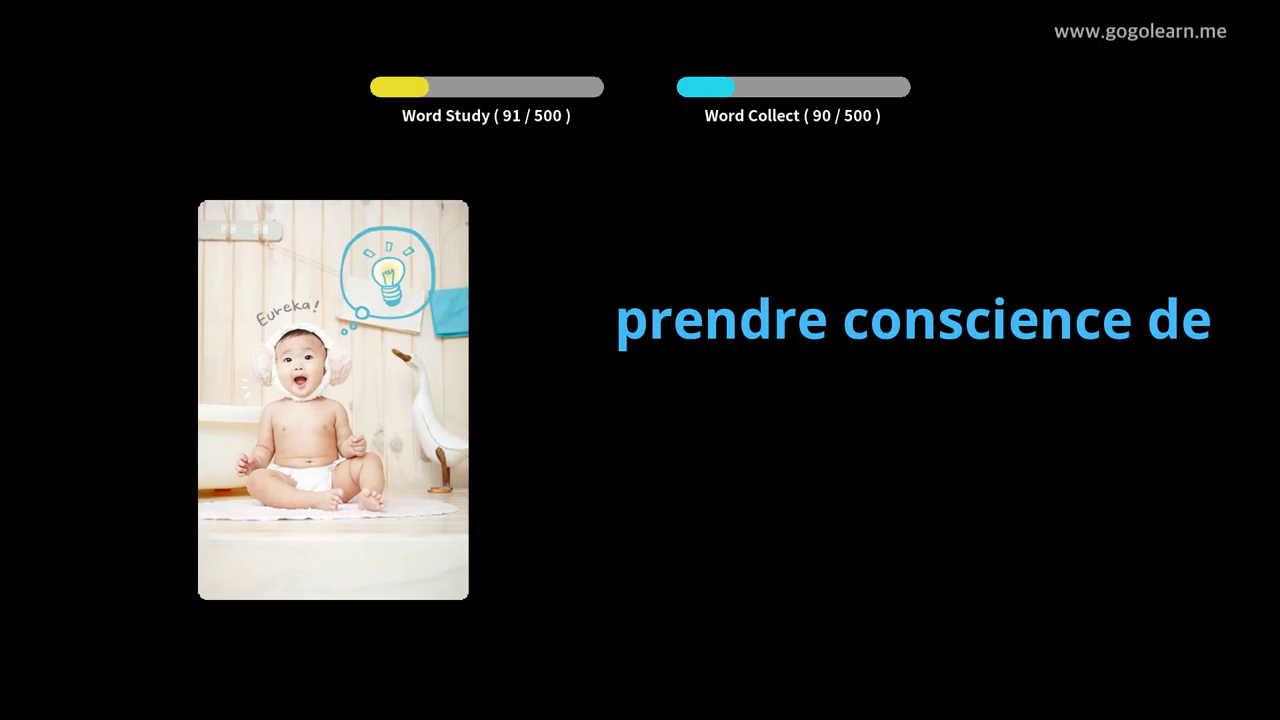 www.gogolearn.me
Word Study ( 91 / 500 )
Word Collect ( 90 / 500 )
Eureka!
prendre conscience de